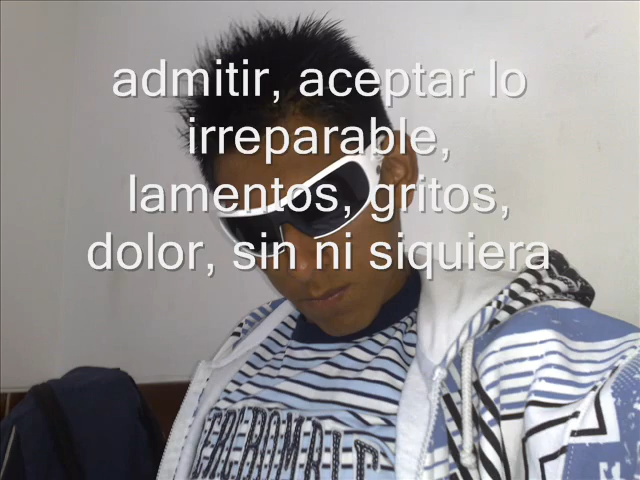 admitir, aceptar lo
irreparable,
lamentos, gritos,
dolor, sin ni siquiera